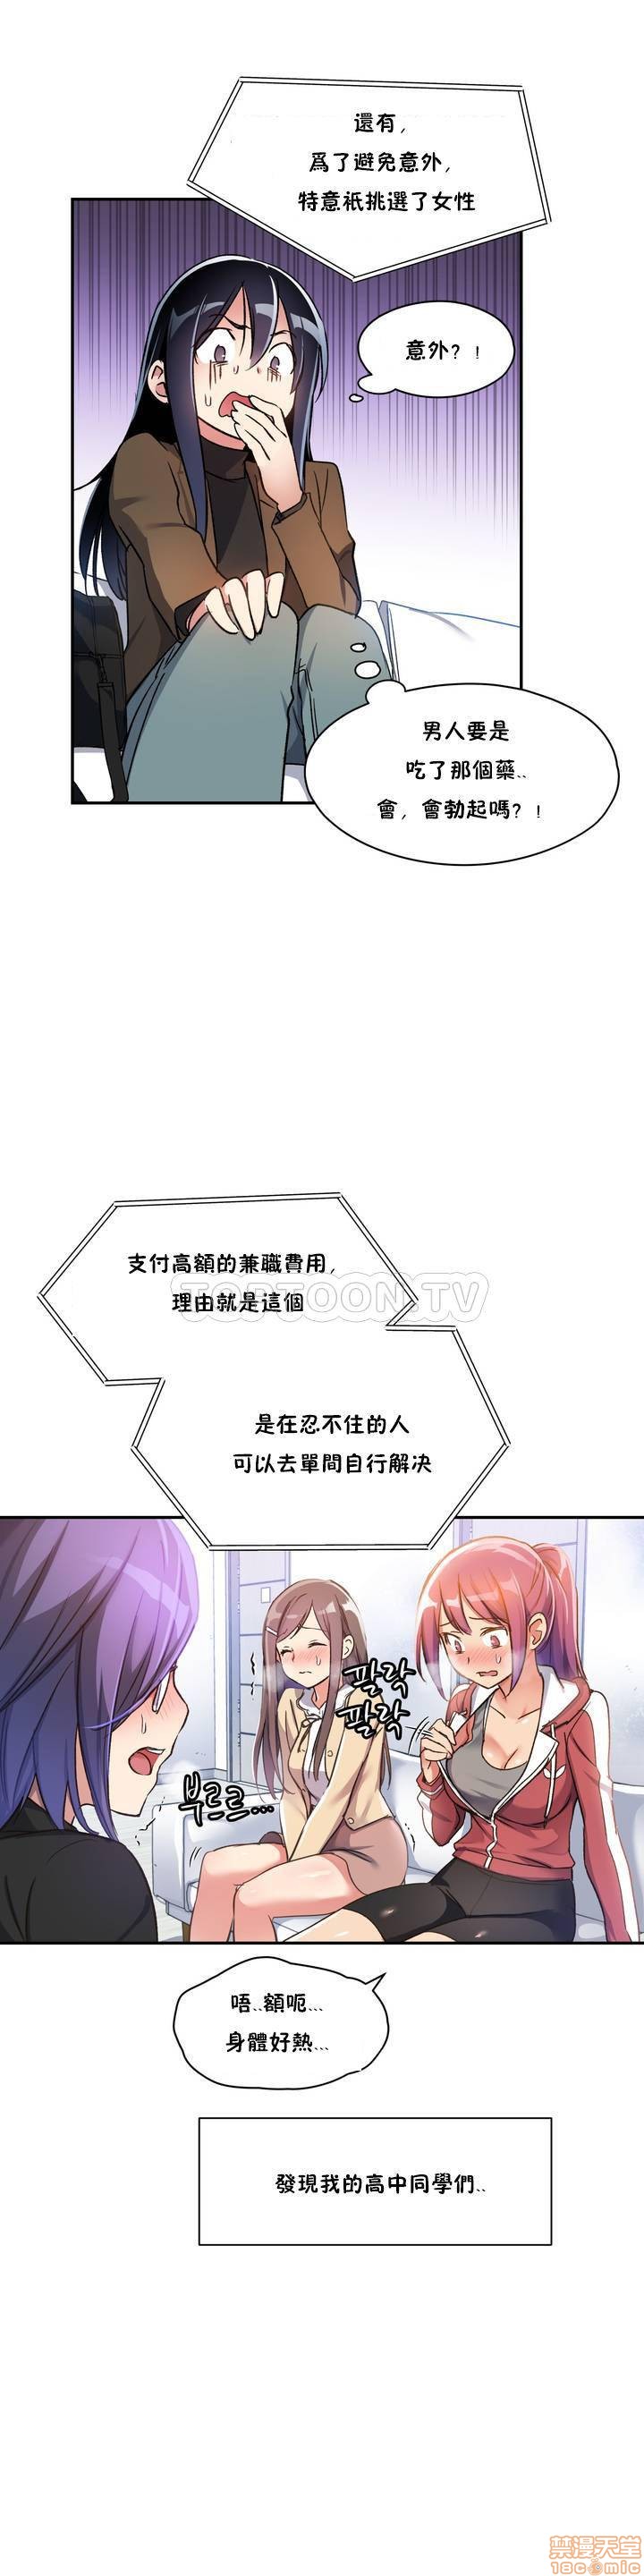 還有,
爲了避免意外,
特意祇挑選了女性
意外? !
男人要是
吃了那個藥..
會, 會勃起嗎? !
支付高額的兼職費用,
TOPTOON.TV
理由就是這個
是在忍不住的人
可以去單間自行解决
팔락
팔락
부르르...
唔..額呃...
身體好熱...
發現我的高中同學們..
禁漫天堂
18comic